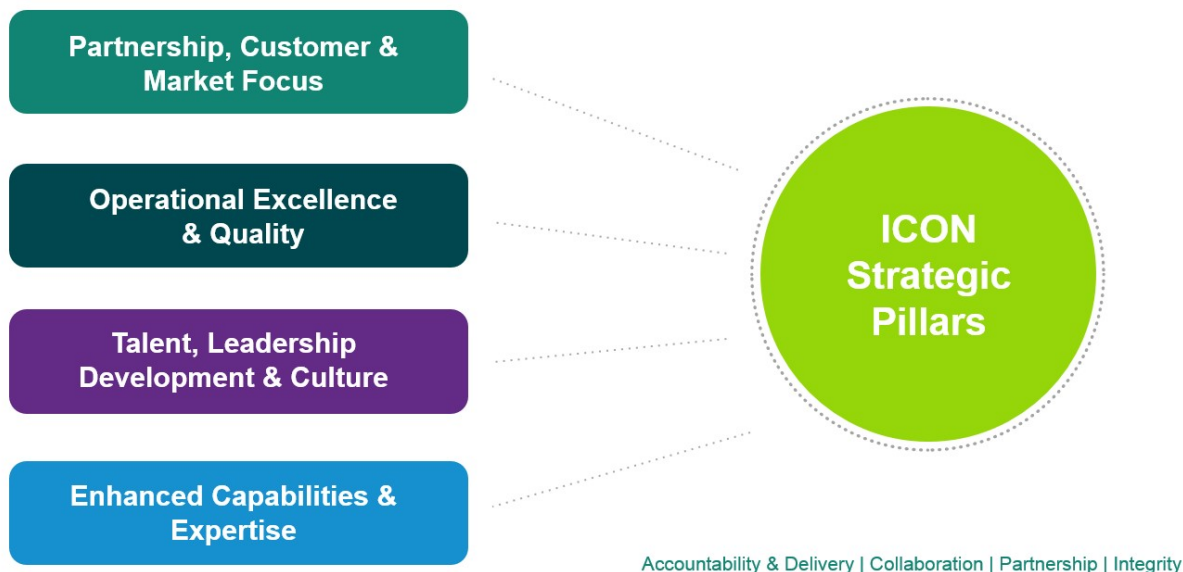 Partnership, Customer &
Market Focus
Operational Excellence
& Quality
Talent, Leadership
Development & Culture
Enhanced Capabilities &
Expertise
ICON
Strategic
Pillars
Accountability & Delivery | Collaboration | Partnership | Integrity